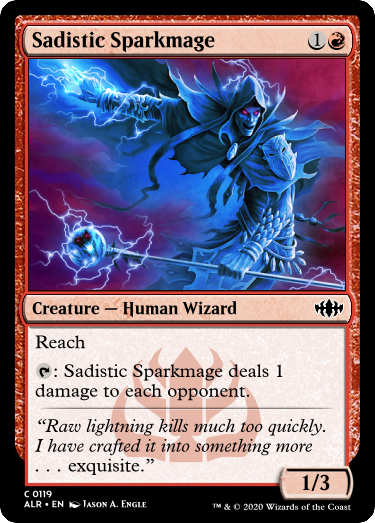 Sadistic Sparkmage 1
Creature — Human Wizard
Reach
: Sadistic Sparkmage deals 1
damage to each opponent.
“Raw lightning kills much too quickly.
I have crafted it into something more
. . . exquisite.”
1/3
C 0119
ALR • EN Jason A. Engle
™ & © 2020 Wizards of the Coast